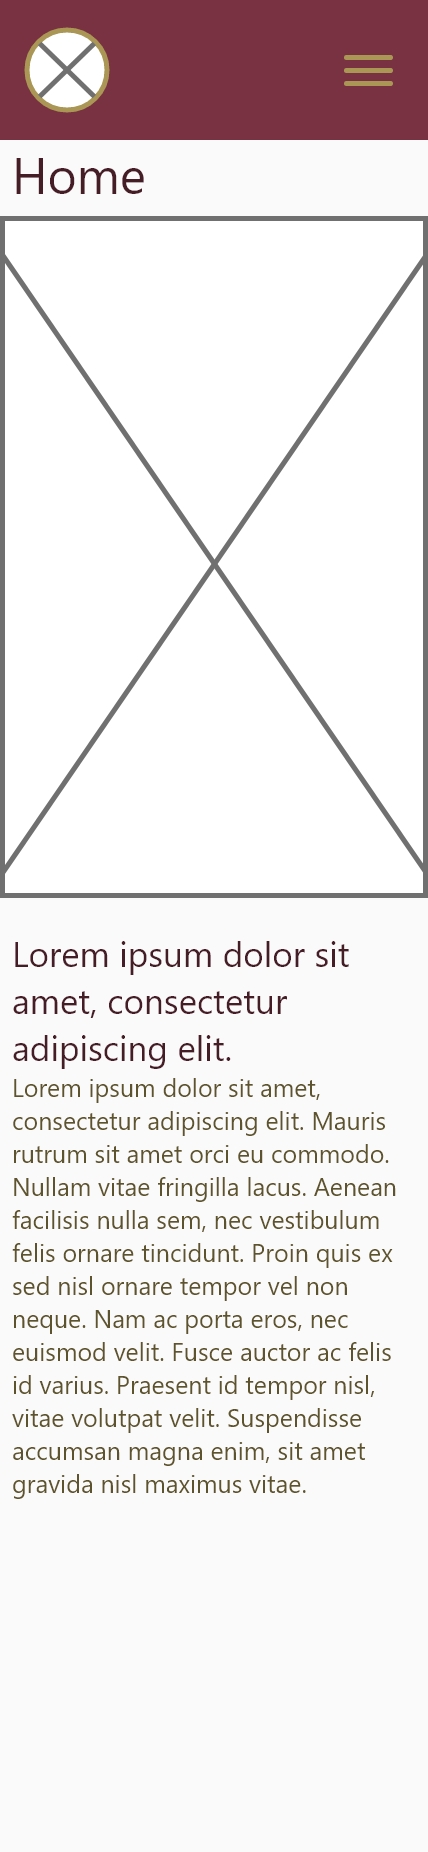 Home
Lorem ipsum dolor sit
amet, consectetur
adipiscing elit.
Lorem ipsum dolor sit amet,
consectetur adipiscing elit. Mauris
rutrum sit amet orci eu commodo.
Nullam vitae fringilla lacus. Aenean
facilisis nulla sem, nec vestibulum
felis ornare tincidunt. Proin quis ex
sed nisl ornare tempor vel non
neque. Nam ac porta eros, nec
euismod velit. Fusce auctor ac felis
id varius. Praesent id tempor nisl,
vitae volutpat velit. Suspendisse
accumsan magna enim, sit amet
gravida nisl maximus vitae.